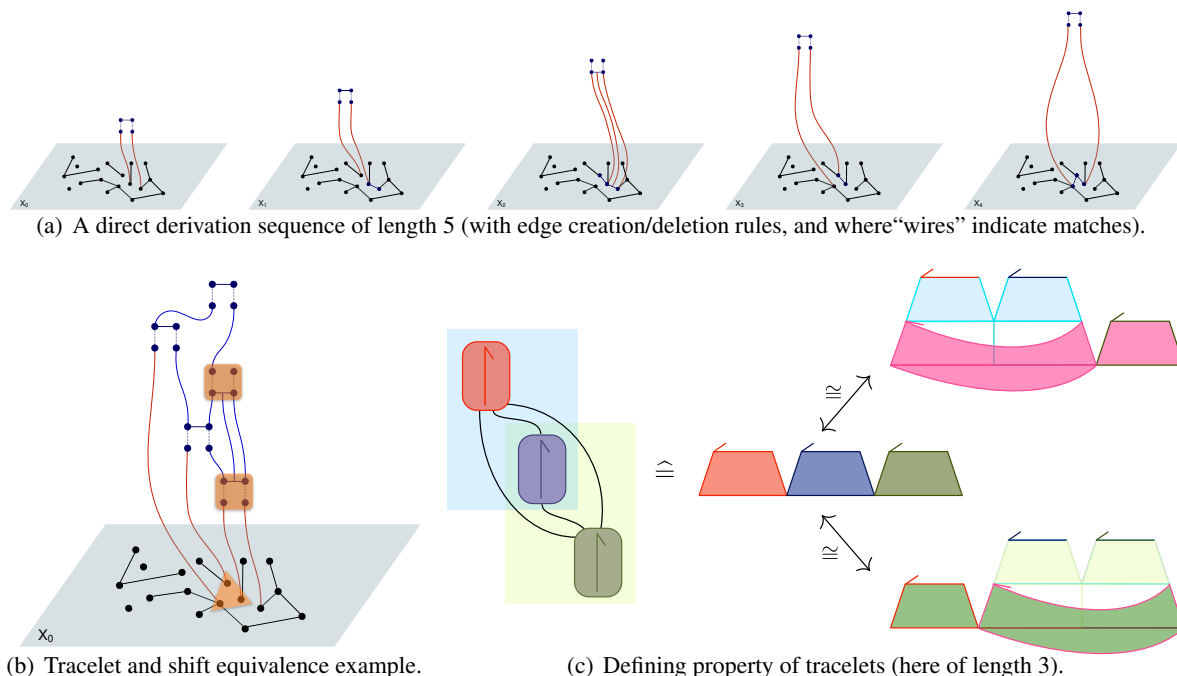 X₀ X₁ X₂ X₃ X₄
(a) A direct derivation sequence of length 5 (with edge creation/deletion rules, and where“wires” indicate matches).
≅
≙
≅
X₀
(b) Tracelet and shift equivalence example.
(c) Defining property of tracelets (here of length 3).